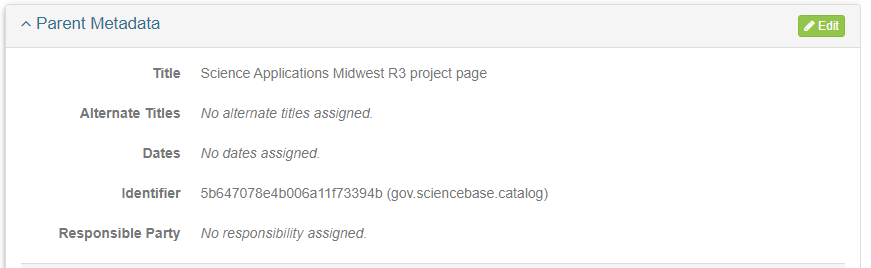 Parent Metadata
Edit
Title Science Applications Midwest R3 project page
Alternate Titles No alternate titles assigned.
Dates No dates assigned.
Identifier 5b647078e4b006a11f73394b (gov.sciencebase.catalog)
Responsible Party No responsibility assigned.